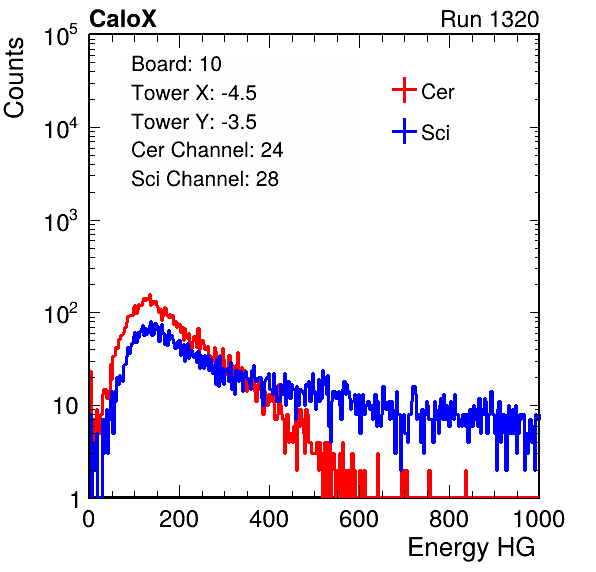 CaloX Run 1320
Counts
Board: 10
Tower X: -4.5
Tower Y: -3.5
Cer Channel: 24
Sci Channel: 28
Cer
Sci
10^5
10^4
10^3
10^2
10
1
0 200 400 600 800 1000
Energy HG